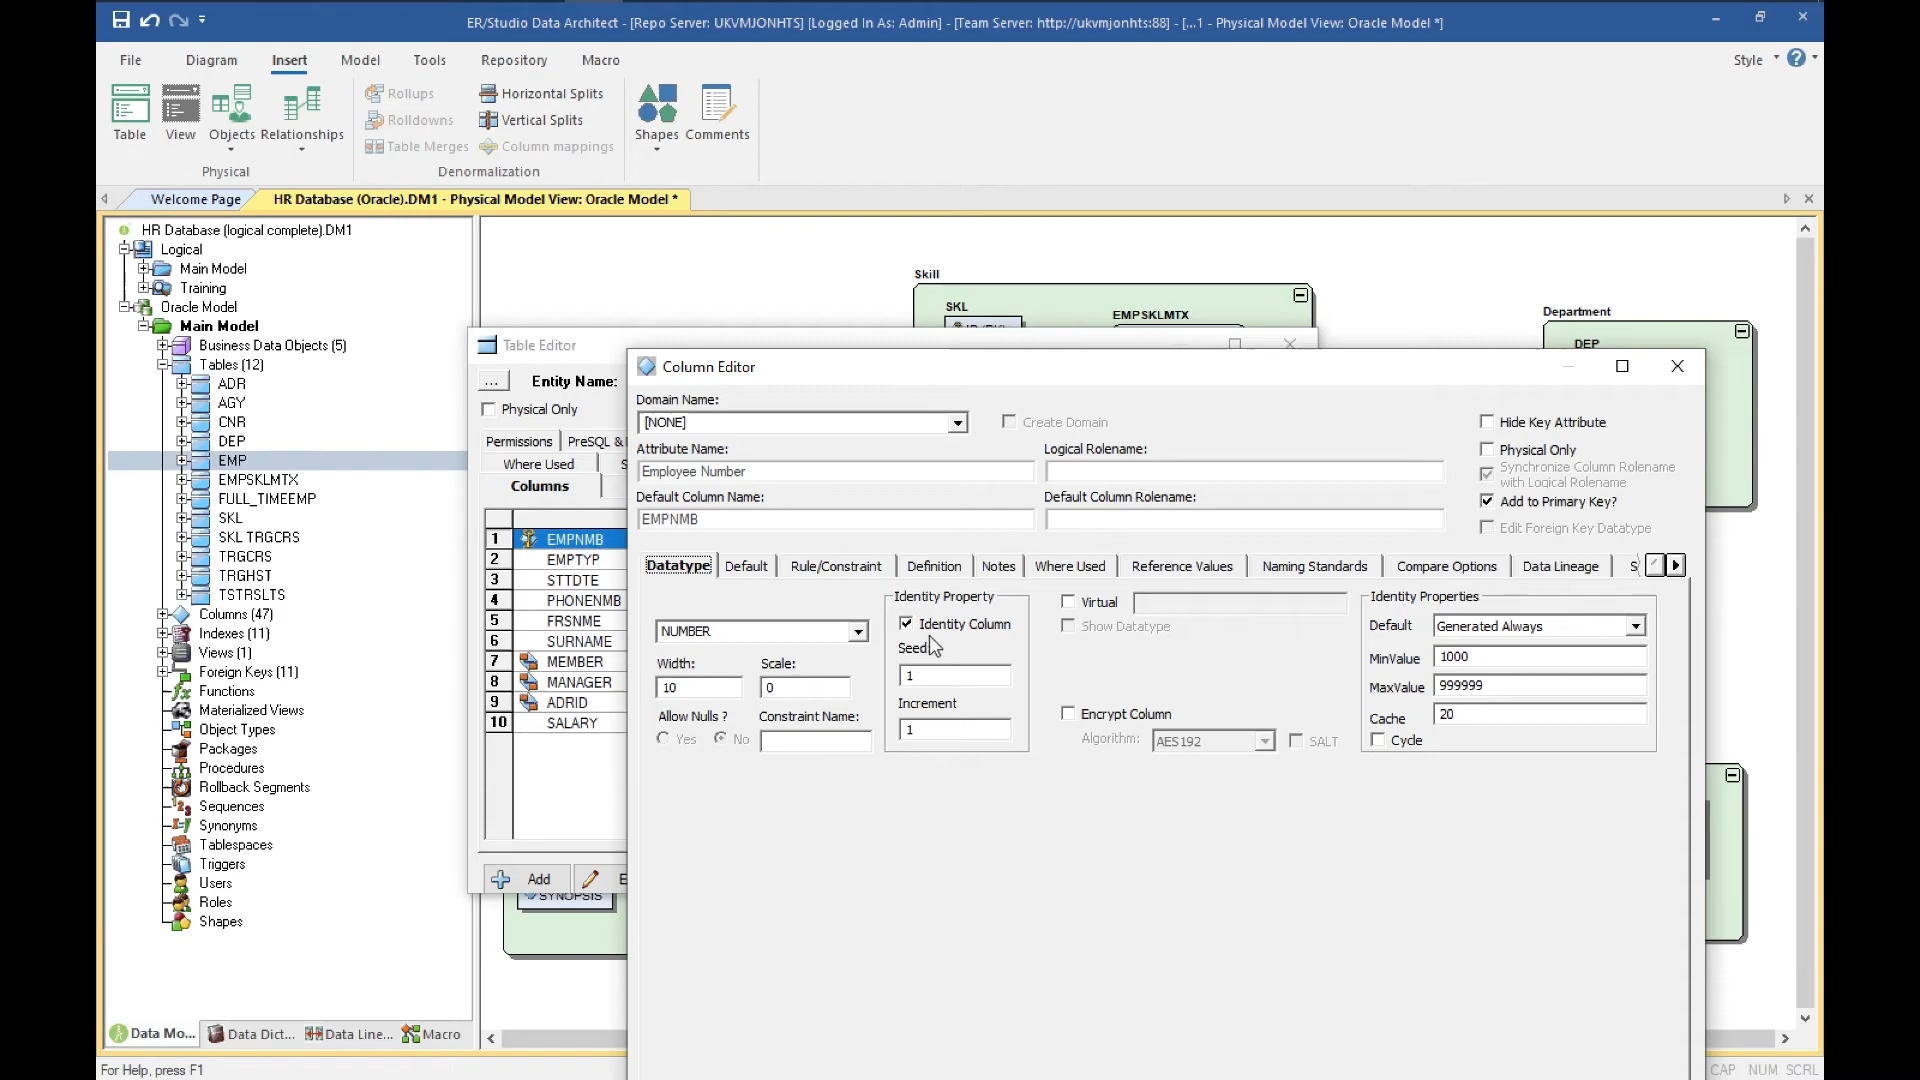 ER/Studio Data Architect - [Repo Server: UKVMJONHTS] [Logged In As: Admin] - [Team Server: http://ukvmjonhts:88] - [...1 - Physical Model View: Oracle Model *]
File Diagram Insert Model Tools Repository Macro Style
Rollups Horizontal Splits
Rolldowns Vertical Splits
Table View Objects Relationships Shapes Comments
Table Merges Column mappings
Physical Denormalization
Welcome Page HR Database (Oracle).DM1 - Physical Model View: Oracle Model *
HR Database (logical complete).DM1
Logical
Main Model
Training
Oracle Model
Main Model
Business Data Objects (5)
Tables (12)
ADR
AGY
CNR
DEP
EMP
EMPSKLMTX
FULL_TIMEEMP
SKL
SKL TRGCRS
TRGCRS
TRGHST
TSTRSLTS
Columns (47)
Indexes (11)
Views (1)
Foreign Keys (11)
Functions
Materialized Views
Object Types
Packages
Procedures
Rollback Segments
Sequences
Synonyms
Tablespaces
Triggers
Users
Roles
Shapes
Data Mo... Data Dict... Data Line... Macro
For Help, press F1
CAP NUM SCRL
Skill
SKL
EMPSKLMTX
Department
DEP
SYNOPSIS
Table Editor
... Entity Name:
Physical Only
Permissions PreSQL &
Where Used
Columns
1 EMPNMB
2 EMPTYP
3 STTDTE
4 PHONENMB
5 FRSNME
6 SURNAME
7 MEMBER
8 MANAGER
9 ADRID
10 SALARY
Add
Column Editor
Domain Name:
[NONE] Create Domain
Hide Key Attribute
Attribute Name: Logical Rolename:
Physical Only
Employee Number
Synchronize Column Rolename
with Logical Rolename
Default Column Name: Default Column Rolename:
Add to Primary Key?
EMPNMB
Edit Foreign Key Datatype
Datatype Default Rule/Constraint Definition Notes Where Used Reference Values Naming Standards Compare Options Data Lineage S
NUMBER
Width: Scale:
10 0
Allow Nulls ? Constraint Name:
Yes No
Identity Property
Identity Column
Seed
1
Increment
1
Virtual
Show Datatype
Encrypt Column
Algorithm: AES192 SALT
Identity Properties
Default Generated Always
MinValue 1000
MaxValue 999999
Cache 20
Cycle